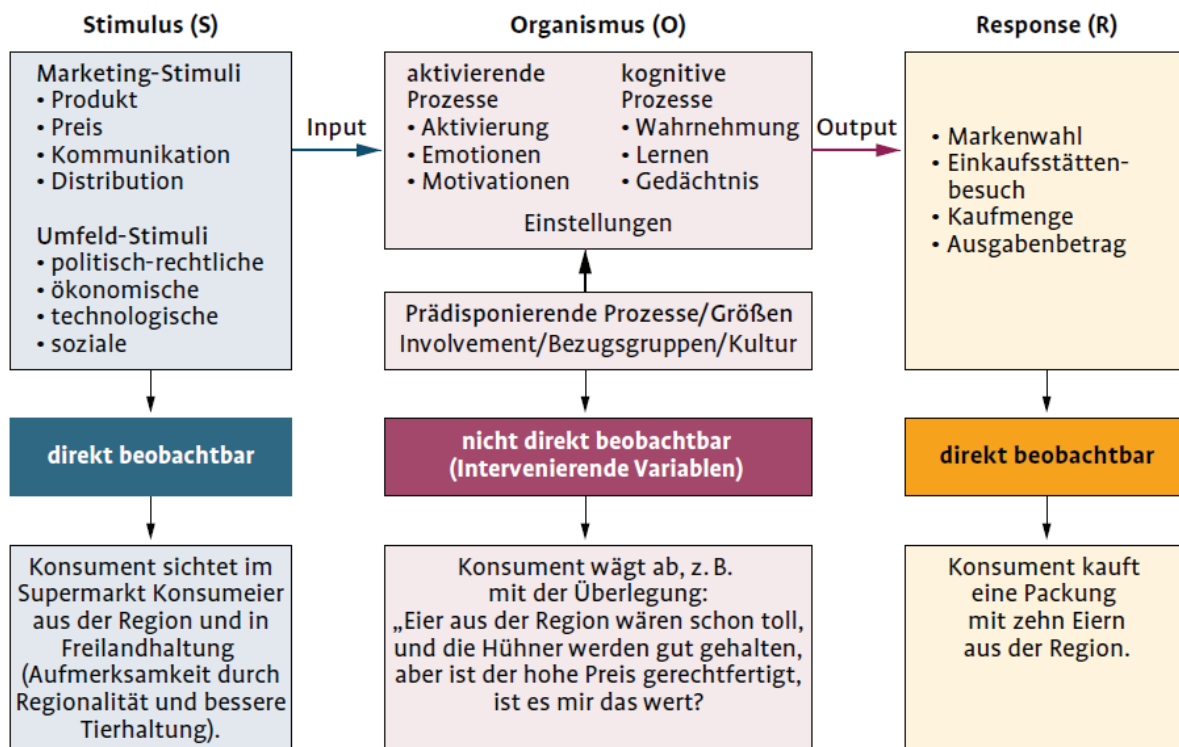 Stimulus (S)
Marketing-Stimuli
• Produkt
• Preis
• Kommunikation
• Distribution
Umfeld-Stimuli
• politisch-rechtliche
• ökonomische
• technologische
• soziale
Input
Organismus (O)
aktivierende
Prozesse
• Aktivierung
• Emotionen
• Motivationen
kognitive
Prozesse
• Wahrnehmung
• Lernen
• Gedächtnis
Einstellungen
Prädisponierende Prozesse/Größen
Involvement/Bezugsgruppen/Kultur
Output
Response (R)
• Markenwahl
• Einkaufsstätten-
besuch
• Kaufmenge
• Ausgabenbetrag
direkt beobachtbar
nicht direkt beobachtbar
(Intervenierende Variablen)
direkt beobachtbar
Konsument sichtet im
Supermarkt Konsumeier
aus der Region und in
Freilandhaltung
(Aufmerksamkeit durch
Regionalität und bessere
Tierhaltung).
Konsument wägt ab, z. B.
mit der Überlegung:
„Eier aus der Region wären schon toll,
und die Hühner werden gut gehalten,
aber ist der hohe Preis gerechtfertigt,
ist es mir das wert?
Konsument kauft
eine Packung
mit zehn Eiern
aus der Region.